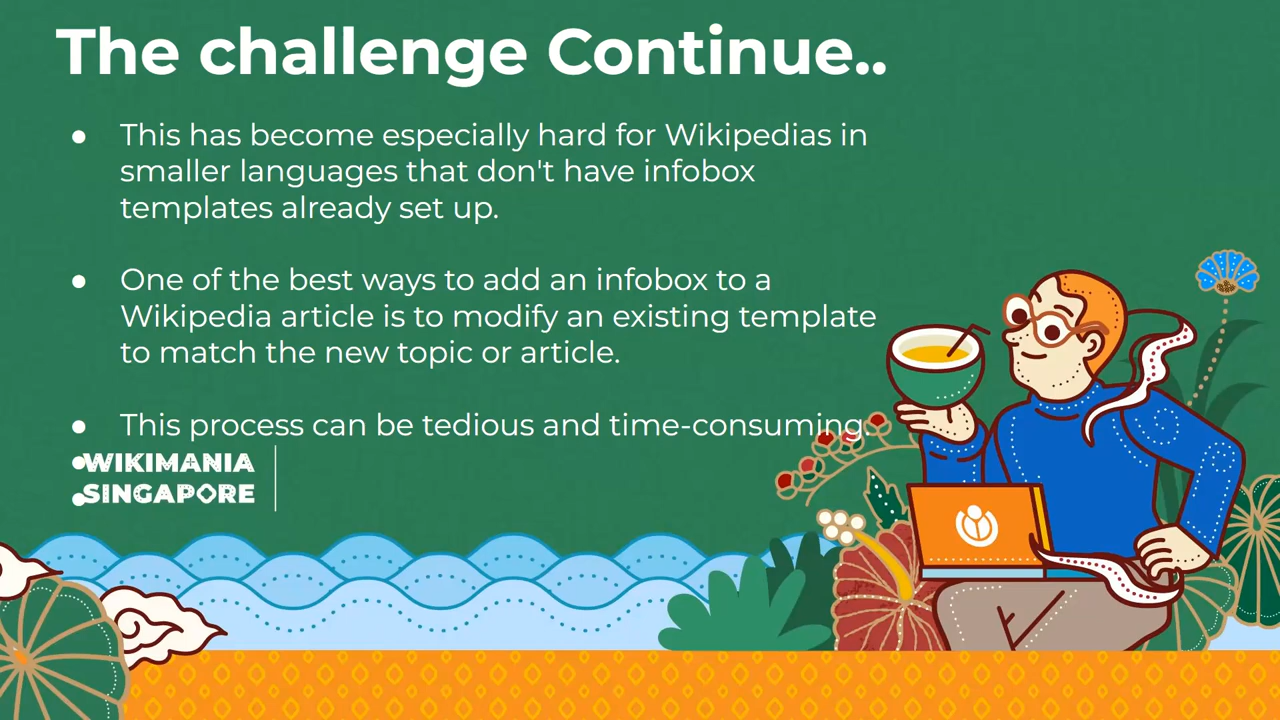 The challenge Continue..
● This has become especially hard for Wikipedias in
smaller languages that don't have infobox
templates already set up.
● One of the best ways to add an infobox to a
Wikipedia article is to modify an existing template
to match the new topic or article.
● This process can be tedious and time-consuming.
WIKIMANIA
SINGAPORE